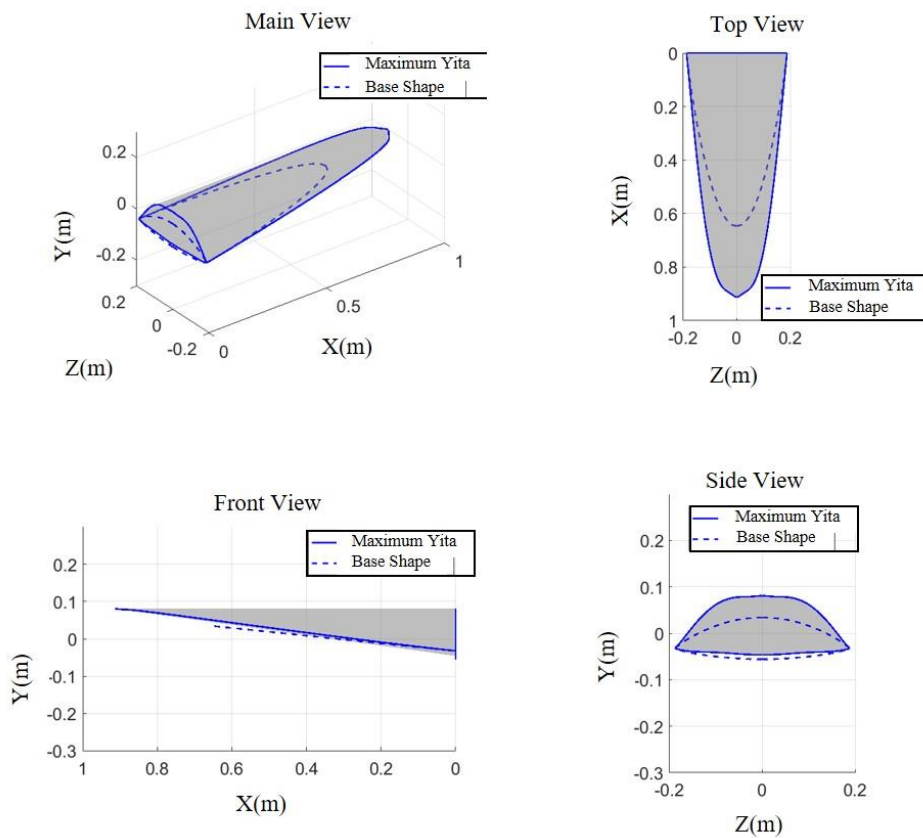 Main View
Maximum Yita
Base Shape
0.2
0
-0.2
Y(m)
0.2
0
-0.2
Z(m)
0
0.5
1
X(m)
Top View
Maximum Yita
Base Shape
0
0.2
0.4
0.6
0.8
1
X(m)
-0.2
0
0.2
Z(m)
Front View
Maximum Yita
Base Shape
0.2
0.1
0
-0.1
-0.2
-0.3
Y(m)
1
0.8
0.6
0.4
0.2
0
X(m)
Side View
Maximum Yita
Base Shape
0.2
0.1
0
-0.1
-0.2
-0.3
Y(m)
-0.2
0
0.2
Z(m)